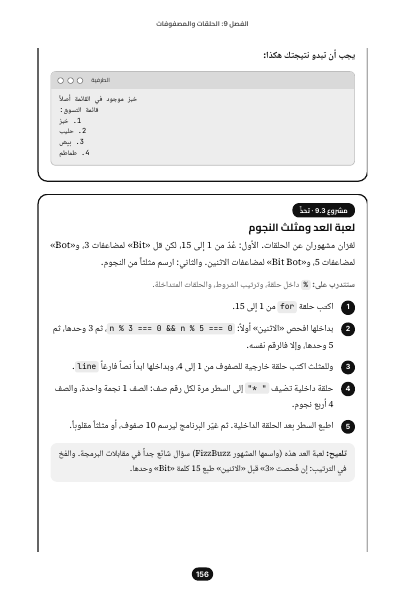 الفصل 9: الحلقات والمصفوفات
يجب أن تبدو نتيجتك هكذا:
الطرفية
خبز موجود في القائمة أصلاً
قائمة التسوق:
1. خبز
2. حليب
3. بيض
4. طماطم
مشروع 9.3 · تحدٍّ
لعبة العد ومثلث النجوم
لغزان مشهوران عن الحلقات. الأول: عُدّ من 1 إلى 15، لكن قل «Bit» لمضاعفات 3، و«Bot»
لمضاعفات 5، و«Bit Bot» لمضاعفات الاثنين. والثاني: ارسم مثلثاً من النجوم.
ستتدرب على: % داخل حلقة، وترتيب الشروط، والحلقات المتداخلة.
1 اكتب حلقة for من 1 إلى 15.
2 بداخلها افحص «الاثنين» أولاً: n % 3 === 0 && n % 5 === 0، ثم 3 وحدها، ثم
5 وحدها، وإلا فالرقم نفسه.
3 وللمثلث اكتب حلقة خارجية للصفوف من 1 إلى 4، وبداخلها ابدأ نصاً فارغاً line.
4 حلقة داخلية تضيف "* " إلى السطر مرة لكل رقم صف: الصف 1 نجمة واحدة، والصف
4 أربع نجوم.
5 اطبع السطر بعد الحلقة الداخلية. ثم غيّر البرنامج ليرسم 10 صفوف، أو مثلثاً مقلوباً.
تلميح: لعبة العد هذه (واسمها المشهور FizzBuzz) سؤال شائع جداً في مقابلات البرمجة. والفخ
في الترتيب: إن فُحصت «3» قبل «الاثنين» طبع 15 كلمة «Bit» وحدها.
156